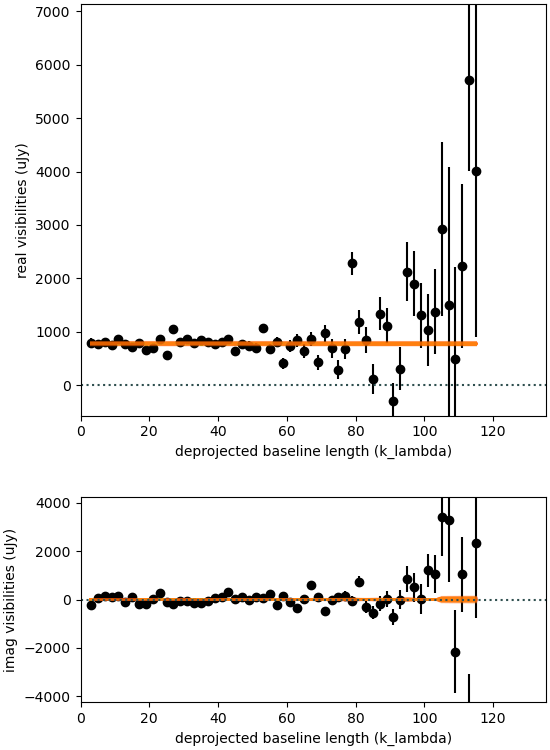 7000
6000
5000
4000
3000
2000
1000
0
real visibilities (uJy)
0 20 40 60 80 100 120
deprojected baseline length (k_lambda)
4000
2000
0
−2000
−4000
imag visibilities (uJy)
0 20 40 60 80 100 120
deprojected baseline length (k_lambda)